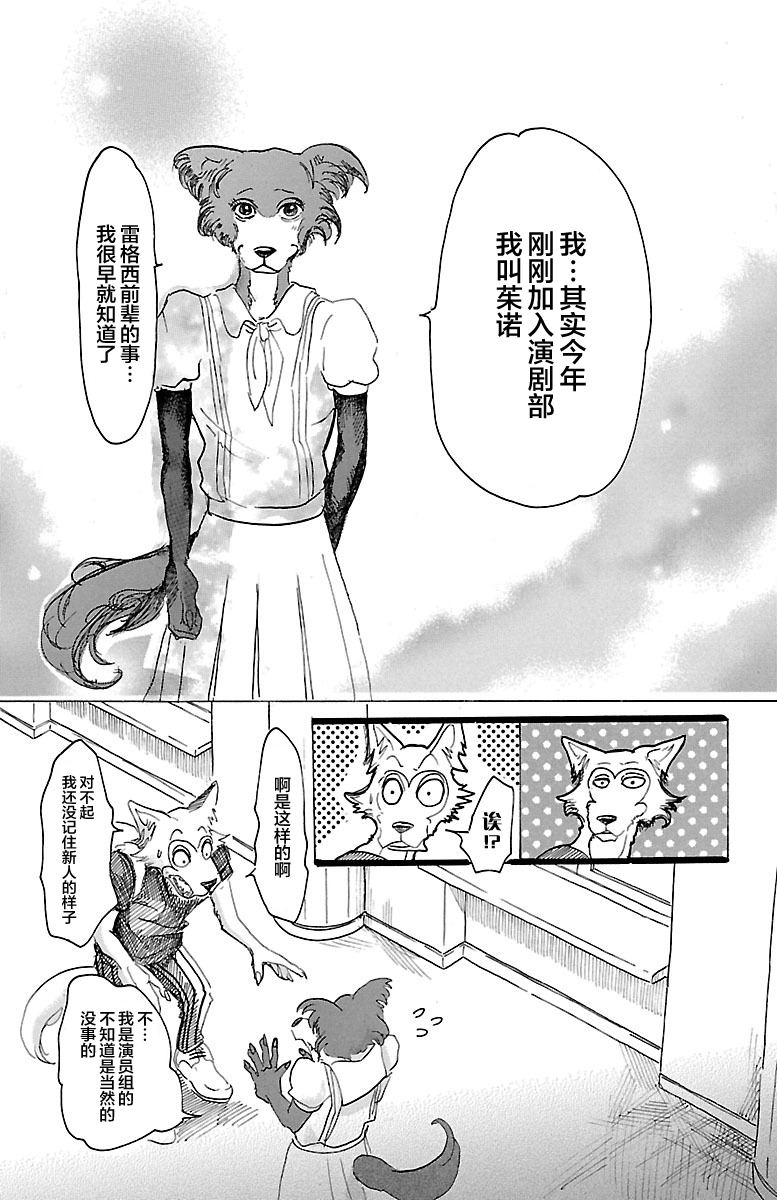 我…其实今年
刚刚加入演剧部
我叫茱诺
雷格西前辈的事…
我很早就知道了
诶!?
啊是这样的啊
对不起
我还没记住新人的样子
不…
我是演员组的
不知道是当然的
没事的